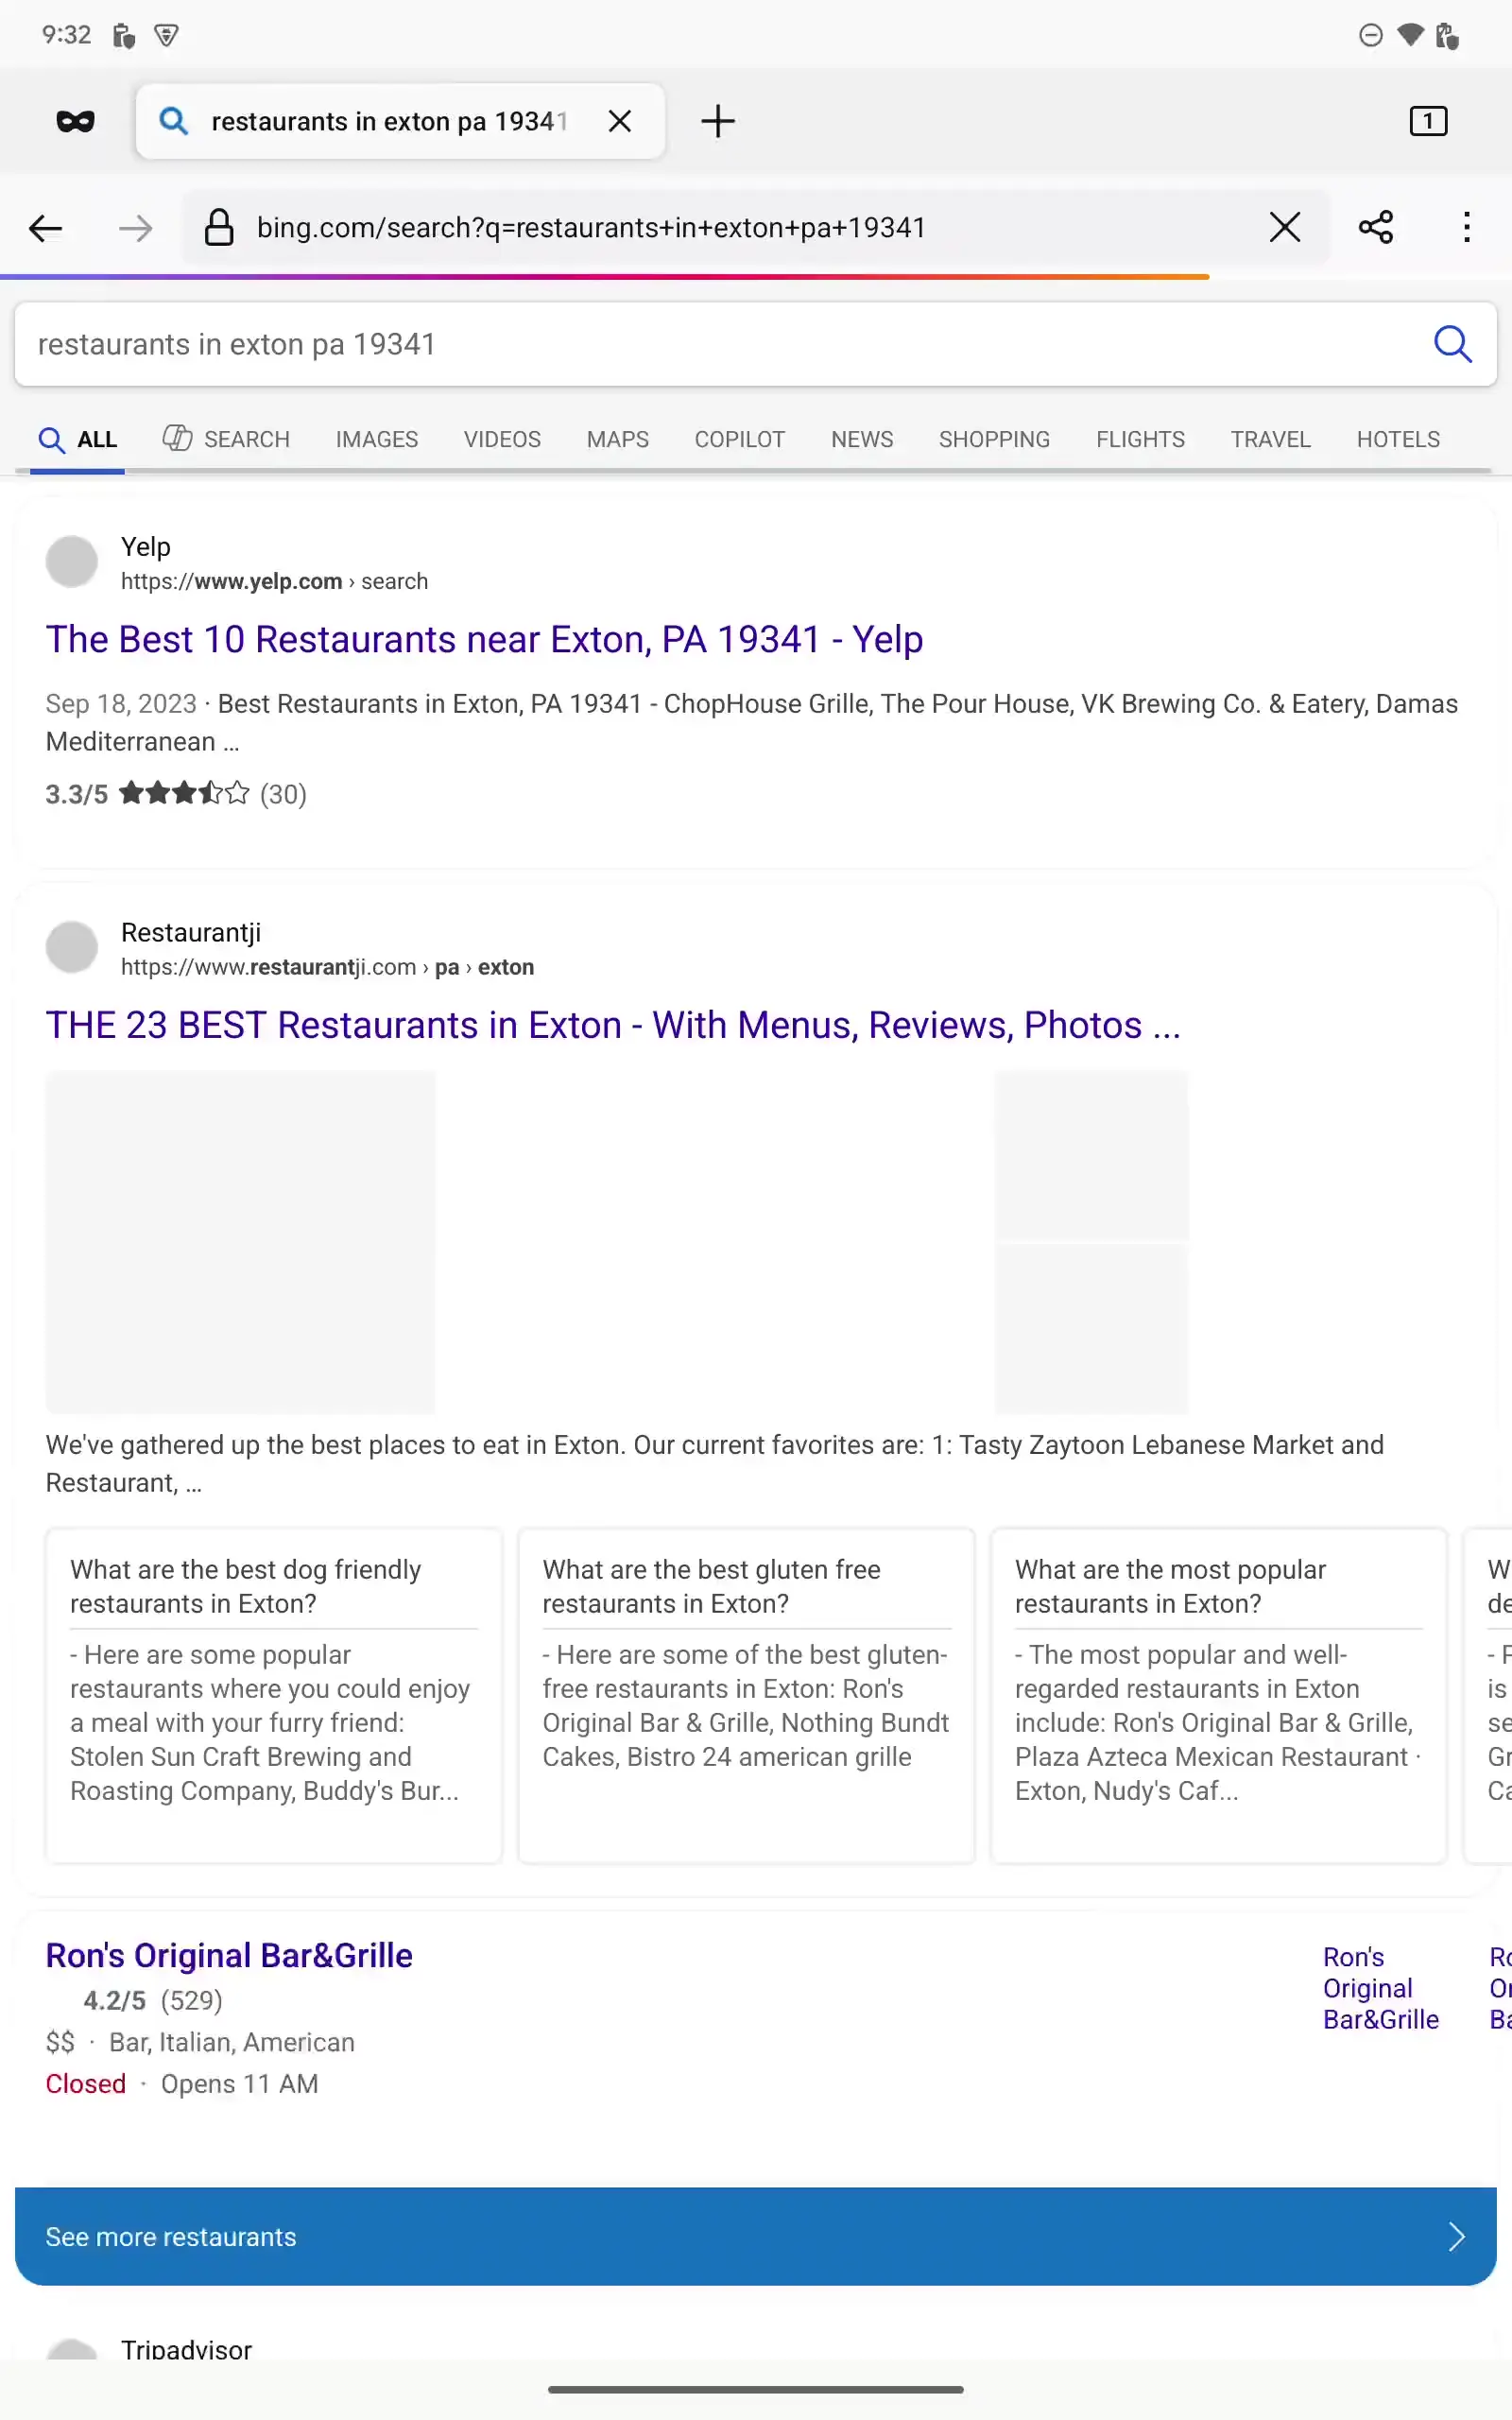 9:32
restaurants in exton pa 19341
1
bing.com/search?q=restaurants+in+exton+pa+19341
restaurants in exton pa 19341
ALL SEARCH IMAGES VIDEOS MAPS COPILOT NEWS SHOPPING FLIGHTS TRAVEL HOTELS
Yelp
https://www.yelp.com › search
The Best 10 Restaurants near Exton, PA 19341 - Yelp
Sep 18, 2023 · Best Restaurants in Exton, PA 19341 - ChopHouse Grille, The Pour House, VK Brewing Co. & Eatery, Damas
Mediterranean ...
3.3/5 (30)
Restaurantji
https://www.restaurantji.com › pa › exton
THE 23 BEST Restaurants in Exton - With Menus, Reviews, Photos ...
We've gathered up the best places to eat in Exton. Our current favorites are: 1: Tasty Zaytoon Lebanese Market and
Restaurant, ...
What are the best dog friendly
restaurants in Exton?
- Here are some popular
restaurants where you could enjoy
a meal with your furry friend:
Stolen Sun Craft Brewing and
Roasting Company, Buddy's Bur...
What are the best gluten free
restaurants in Exton?
- Here are some of the best gluten-
free restaurants in Exton: Ron's
Original Bar & Grille, Nothing Bundt
Cakes, Bistro 24 american grille
What are the most popular
restaurants in Exton?
- The most popular and well-
regarded restaurants in Exton
include: Ron's Original Bar & Grille,
Plaza Azteca Mexican Restaurant ·
Exton, Nudy's Caf...
Ron's Original Bar&Grille
4.2/5 (529)
$$ · Bar, Italian, American
Closed · Opens 11 AM
Ron's
Original
Bar&Grille
See more restaurants
Tripadvisor